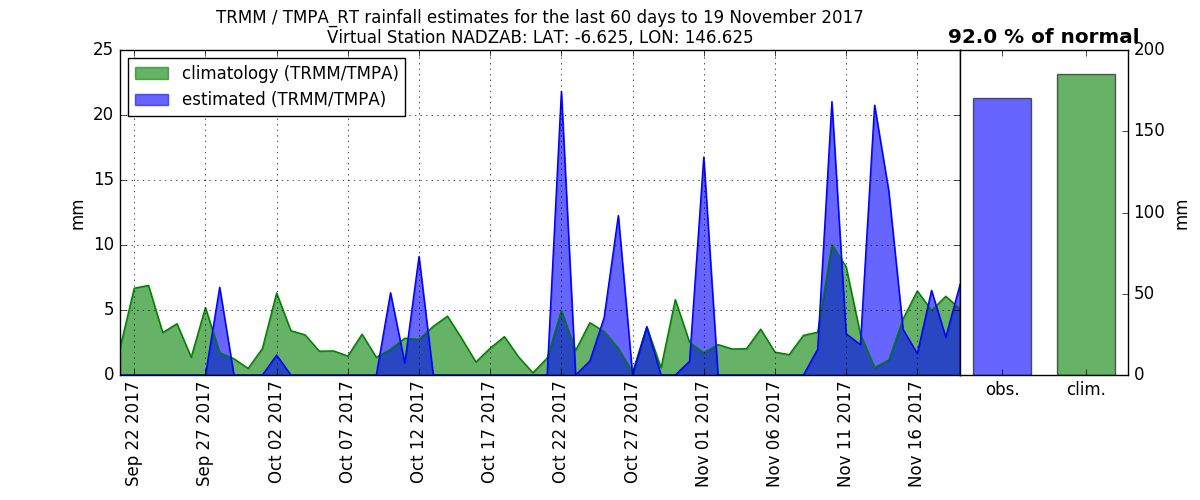 TRMM / TMPA_RT rainfall estimates for the last 60 days to 19 November 2017
Virtual Station NADZAB: LAT: -6.625, LON: 146.625
92.0 % of normal
climatology (TRMM/TMPA)
estimated (TRMM/TMPA)
25
20
15
10
5
0
mm
Sep 22 2017
Sep 27 2017
Oct 02 2017
Oct 07 2017
Oct 12 2017
Oct 17 2017
Oct 22 2017
Oct 27 2017
Nov 01 2017
Nov 06 2017
Nov 11 2017
Nov 16 2017
200
150
100
50
0
mm
obs.
clim.